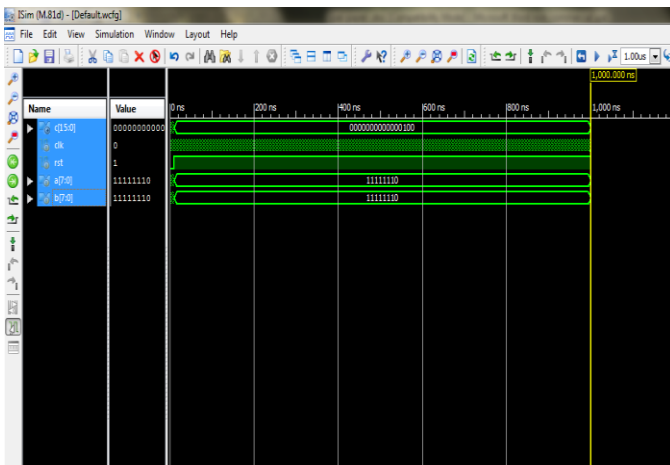 ISim (M.81d) - [Default.wcfg]
File Edit View Simulation Window Layout Help
1.00us
1,000.000 ns
Name Value 0 ns 200 ns 400 ns 600 ns 800 ns 1,000 ns
c[15:0] 00000000000 0000000000000100
clk 0
rst 1
a[7:0] 11111110 11111110
b[7:0] 11111110 11111110